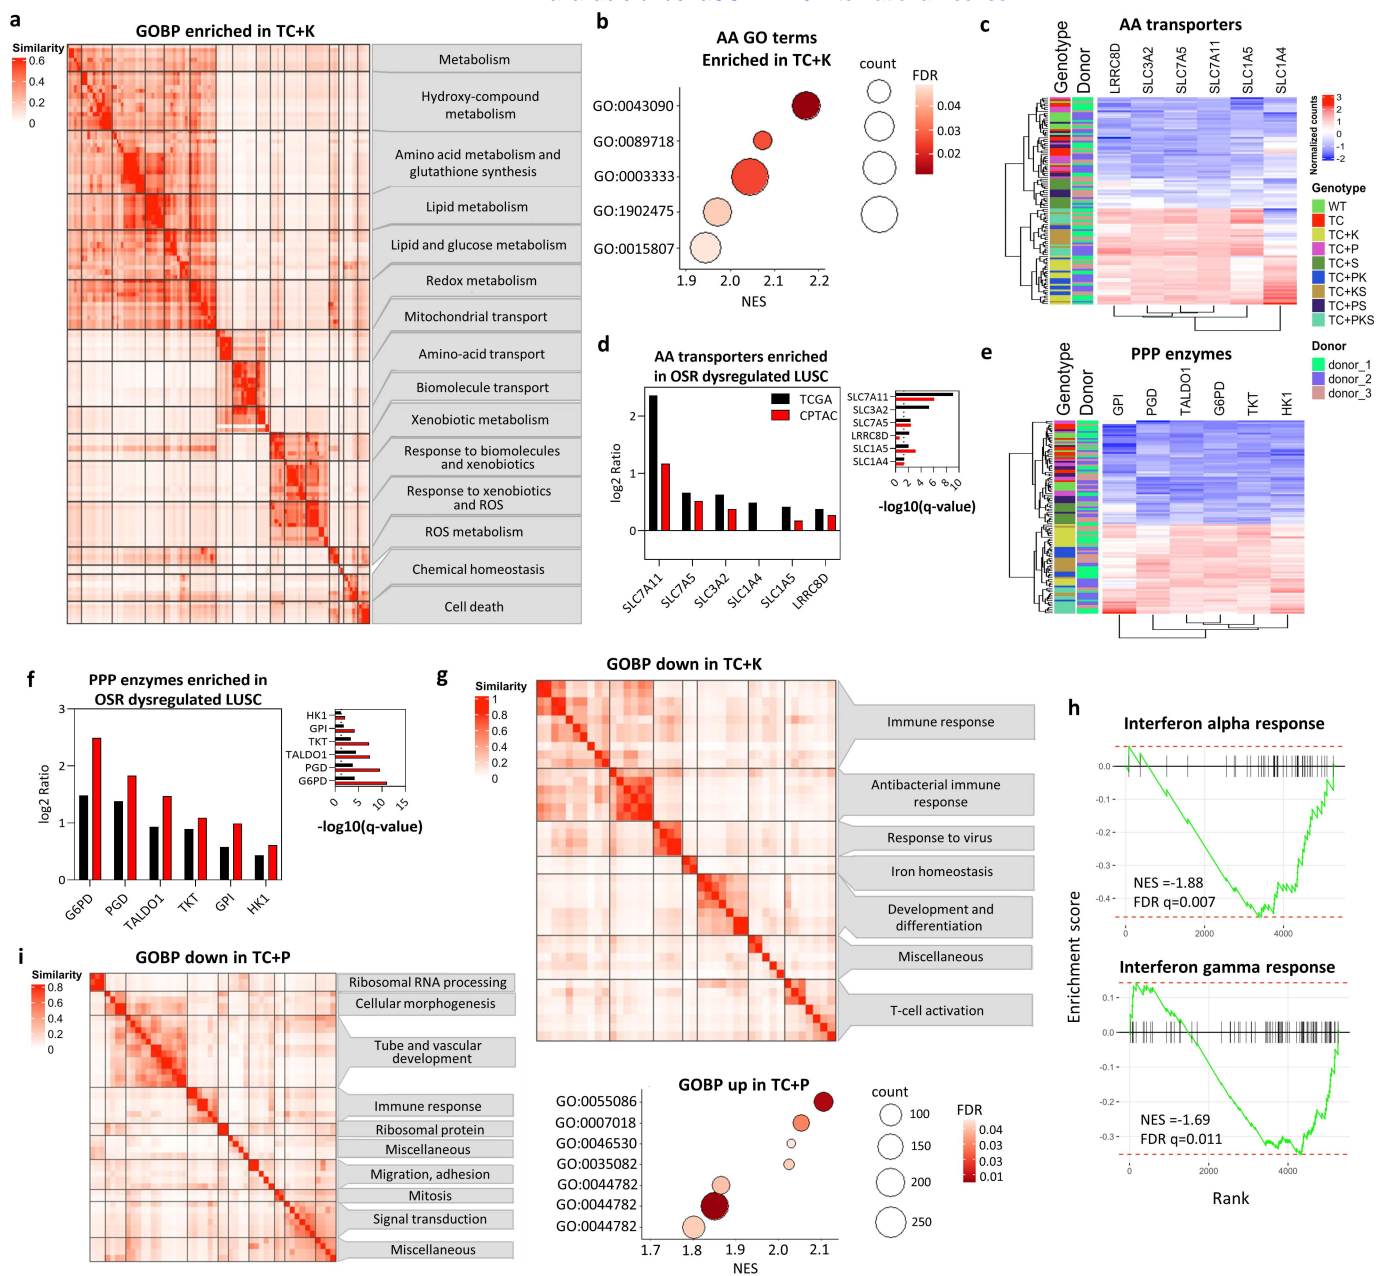 a
GOBP enriched in TC+K
Similarity
0.6
0.4
0.2
0
Metabolism
Hydroxy-compound
metabolism
Amino acid metabolism and
glutathione synthesis
Lipid metabolism
Lipid and glucose metabolism
Redox metabolism
Mitochondrial transport
Amino-acid transport
Biomolecule transport
Xenobiotic metabolism
Response to biomolecules
and xenobiotics
Response to xenobiotics
and ROS
ROS metabolism
Chemical homeostasis
Cell death
b
AA GO terms
Enriched in TC+K
GO:0043090
GO:0089718
GO:0003333
GO:1902475
GO:0015807
1.9
2.0
2.1
2.2
NES
count
FDR
0.04
0.03
0.02
c
AA transporters
Genotype
Donor
LRRC8D
SLC3A2
SLC7A5
SLC7A11
SLC1A5
SLC1A4
Normalized counts
3
2
1
0
-1
-2
Genotype
WT
TC
TC+K
TC+P
TC+S
TC+PK
TC+KS
TC+PS
TC+PKS
Donor
donor_1
donor_2
donor_3
d
AA transporters enriched
in OSR dysregulated LUSC
TCGA
CPTAC
log2 Ratio
2
1
0
SLC7A11
SLC7A5
SLC3A2
SLC1A4
SLC1A5
LRRC8D
SLC7A11
SLC3A2
SLC7A5
LRRC8D
SLC1A5
SLC1A4
0
2
4
6
8
10
-log10(q-value)
e
PPP enzymes
Genotype
Donor
GPI
PGD
TALDO1
G6PD
TKT
HK1
f
PPP enzymes enriched in
OSR dysregulated LUSC
log2 Ratio
3
2
1
0
G6PD
PGD
TALDO1
TKT
GPI
HK1
HK1
GPI
TKT
TALDO1
PGD
G6PD
0
5
10
15
-log10(q-value)
g
GOBP down in TC+K
Similarity
1
0.8
0.6
0.4
0.2
0
Immune response
Antibacterial immune
response
Response to virus
Iron homeostasis
Development and
differentiation
Miscellaneous
T-cell activation
h
Interferon alpha response
0.0
-0.1
-0.2
-0.3
-0.4
NES =-1.88
FDR q=0.007
0
2000
4000
Interferon gamma response
0.1
0.0
-0.1
-0.2
-0.3
NES =-1.69
FDR q=0.011
0
2000
4000
Enrichment score
Rank
i
GOBP down in TC+P
Similarity
0.8
0.6
0.4
0.2
0
Ribosomal RNA processing
Cellular morphogenesis
Tube and vascular
development
Immune response
Ribosomal protein
Miscellaneous
Migration, adhesion
Mitosis
Signal transduction
Miscellaneous
GOBP up in TC+P
GO:0055086
GO:0007018
GO:0046530
GO:0035082
GO:0044782
GO:0044782
GO:0044782
1.7
1.8
1.9
2.0
2.1
NES
count
100
150
200
250
FDR
0.04
0.03
0.03
0.01